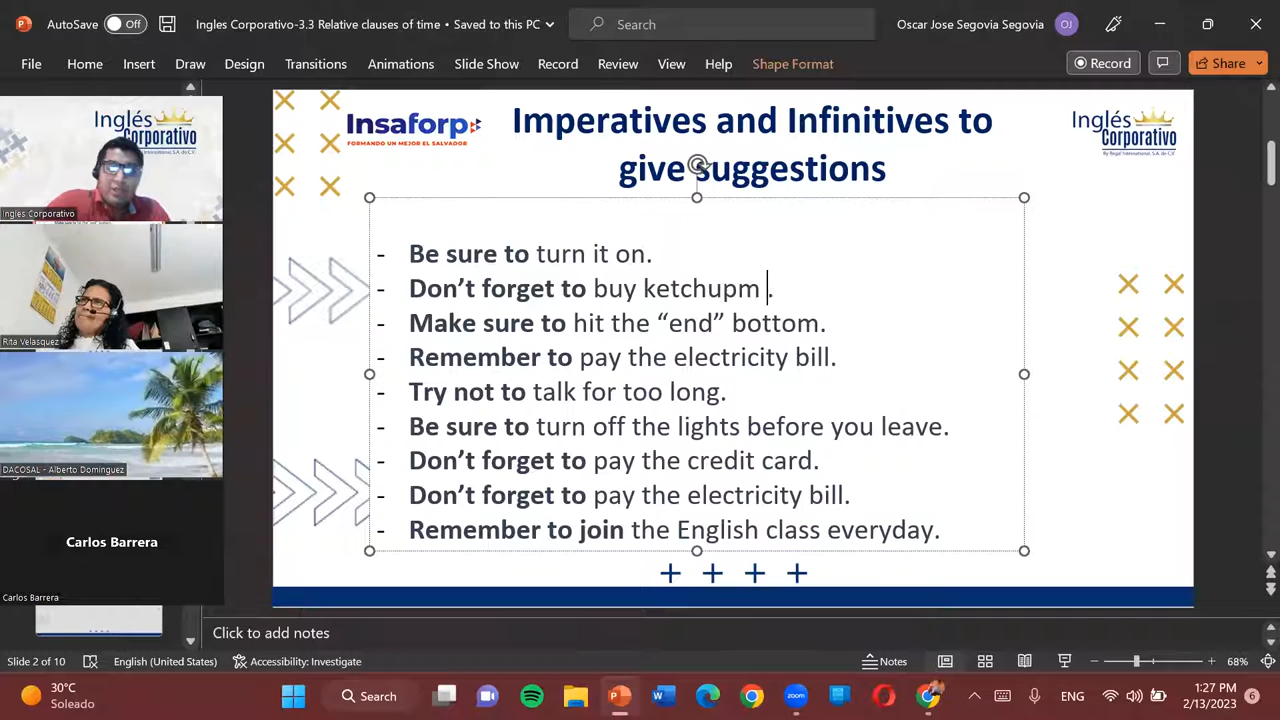 AutoSave Off Ingles Corporativo-3.3 Relative clauses of time • Saved to this PC Search Oscar Jose Segovia Segovia OJ
File Home Insert Draw Design Transitions Animations Slide Show Record Review View Help Shape Format Record Share
Inglés
Corporativo
Ingles Corporativo
Rita Velasquez
DACOSAL - Alberto Dominguez
Carlos Barrera
Carlos Barrera
Insaforp
FORMANDO UN MEJOR EL SALVADOR
Imperatives and Infinitives to
give suggestions
Inglés
Corporativo
By Regal International, S.A. de C.V.
- Be sure to turn it on.
- Don’t forget to buy ketchupm .
- Make sure to hit the “end” bottom.
- Remember to pay the electricity bill.
- Try not to talk for too long.
- Be sure to turn off the lights before you leave.
- Don’t forget to pay the credit card.
- Don’t forget to pay the electricity bill.
- Remember to join the English class everyday.
Click to add notes
Slide 2 of 10 English (United States) Accessibility: Investigate Notes 68%
30°C
Soleado
Search
zoom
ENG
1:27 PM
2/13/2023
6